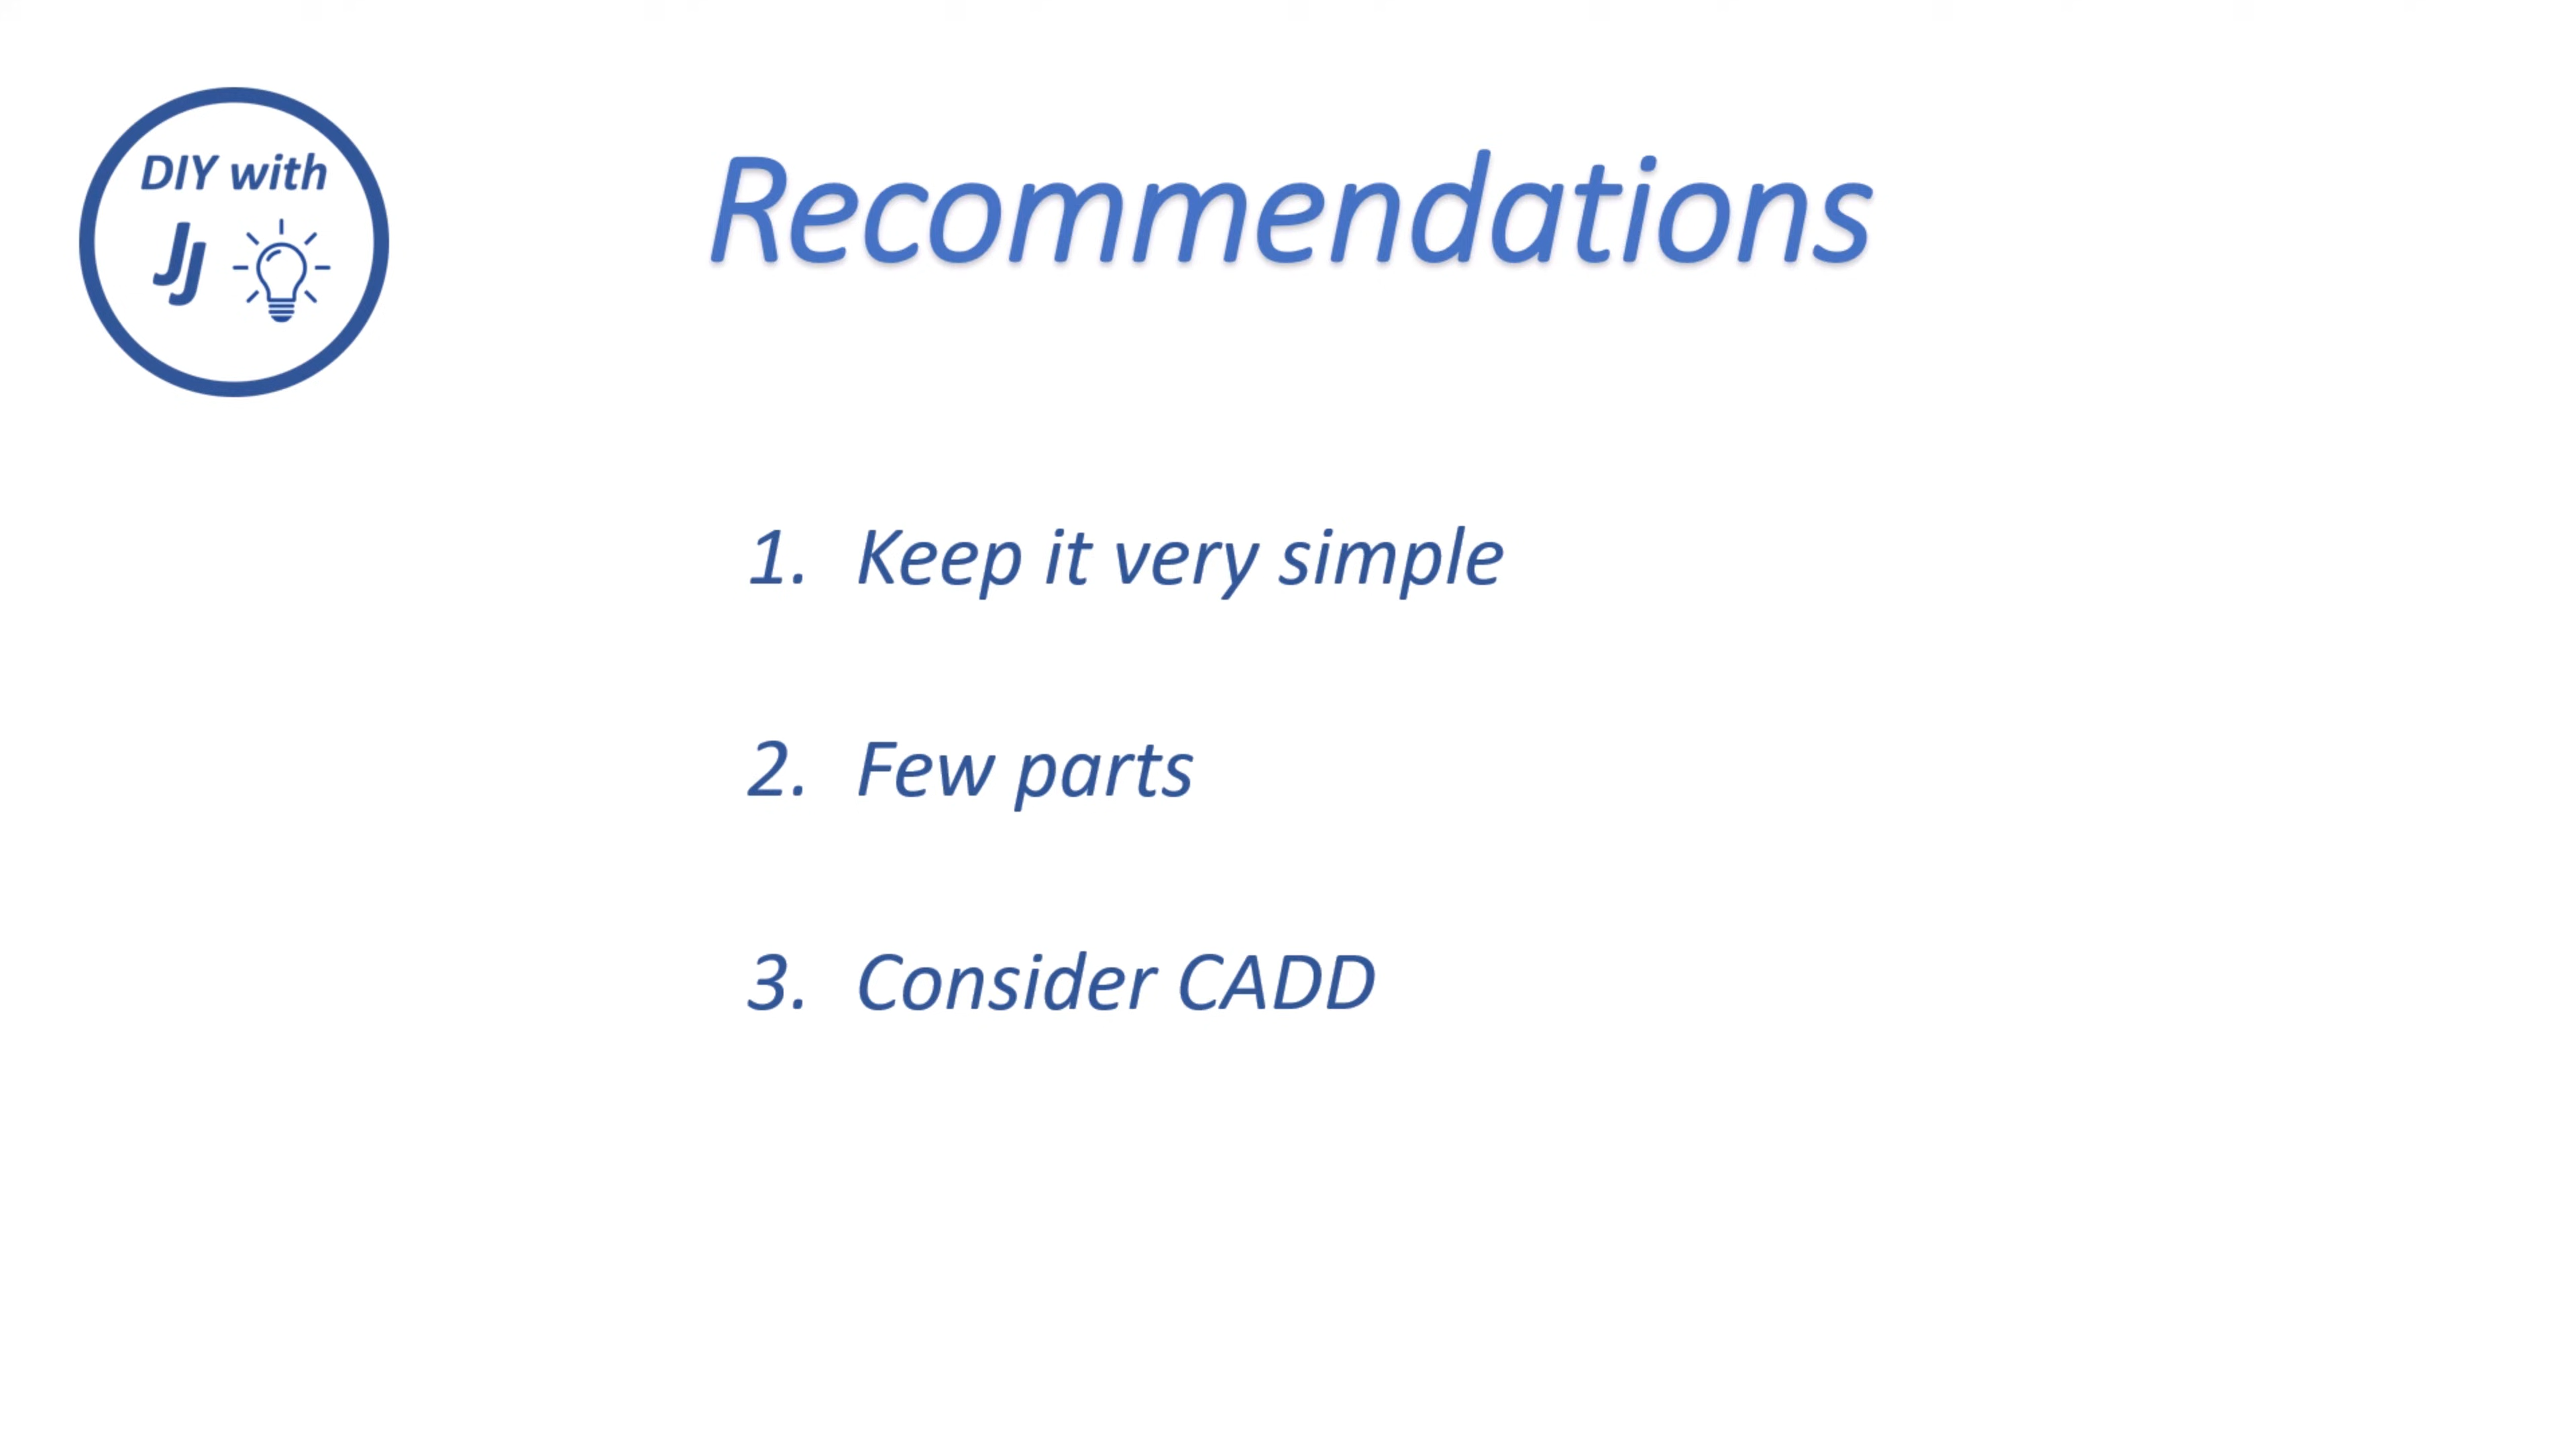 DIY with
JJ
Recommendations
1. Keep it very simple
2. Few parts
3. Consider CADD